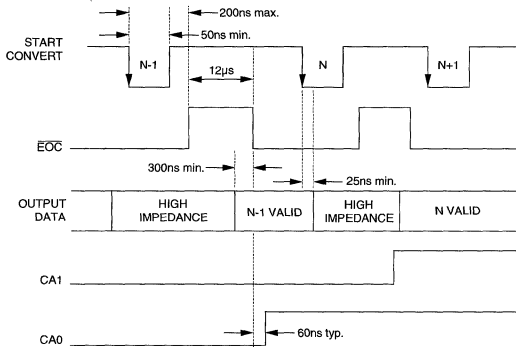 200ns max.
50ns min.
START
CONVERT
N-1
N
N+1
12µs
EOC
300ns min.
25ns min.
OUTPUT
DATA
HIGH
IMPEDANCE
N-1 VALID
HIGH
IMPEDANCE
N VALID
CA1
CA0
60ns typ.